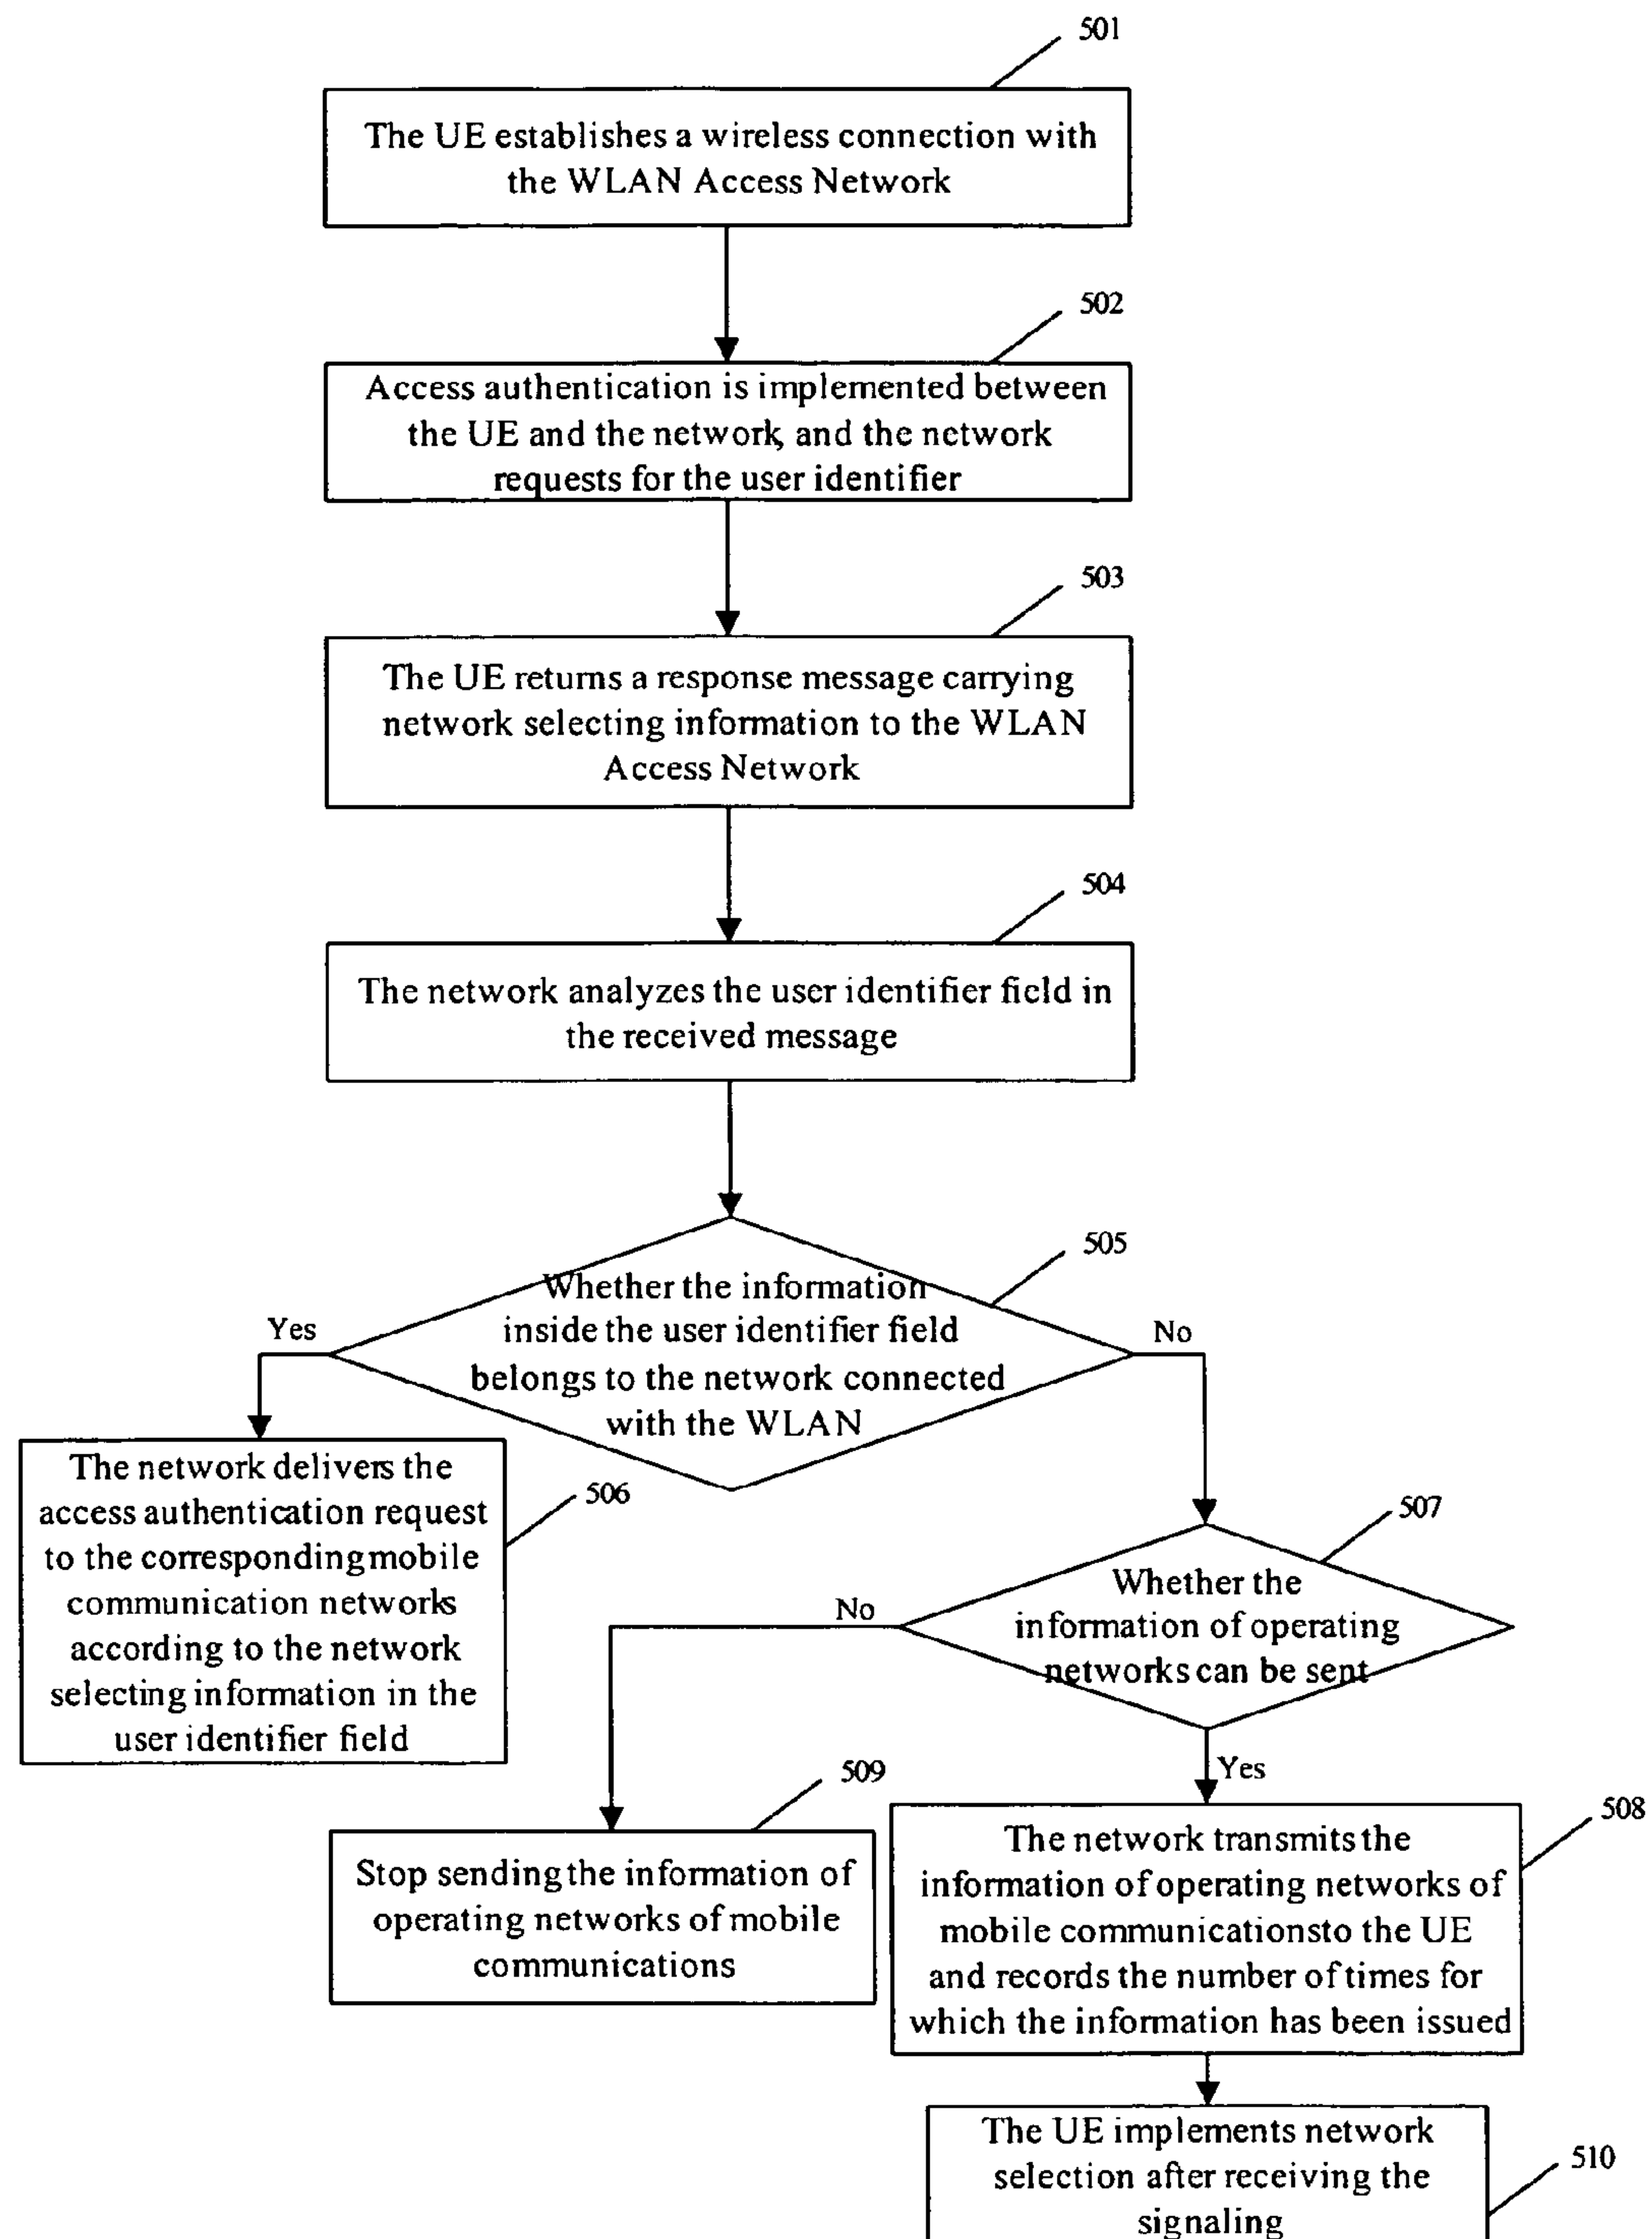 501
The UE establishes a wireless connection with
the WLAN Access Network
502
Access authentication is implemented between
the UE and the network, and the network
requests for the user identifier
503
The UE returns a response message carrying
network selecting information to the WLAN
Access Network
504
The network analyzes the user identifier field in
the received message
505
Whether the information
inside the user identifier field
belongs to the network connected
with the WLAN
Yes
No
The network delivers the
access authentication request
to the corresponding mobile
communication networks
according to the network
selecting information in the
user identifier field
506
507
Whether the
information of operating
networks can be sent
No
Yes
509
Stop sending the information of
operating networks of mobile
communications
508
The network transmits the
information of operating networks of
mobile communicationsto the UE
and records the number of times for
which the information has been issued
The UE implements network
selection after receiving the
signaling
510